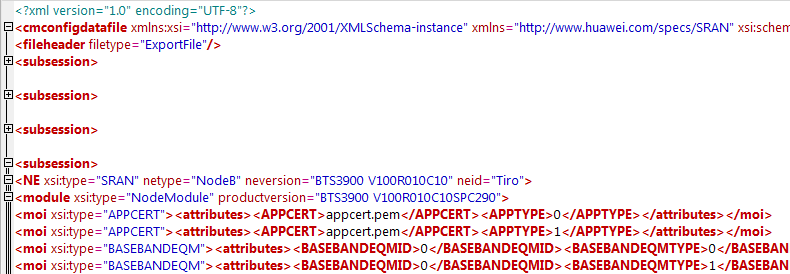 <?xml version="1.0" encoding="UTF-8"?>
<cmconfigdatafile xmlns:xsi="http://www.w3.org/2001/XMLSchema-instance" xmlns="http://www.huawei.com/specs/SRAN" xsi:schem
<fileheader filetype="ExportFile"/>
<subsession>
<subsession>
<subsession>
<subsession>
<NE xsi:type="SRAN" netype="NodeB" neversion="BTS3900 V100R010C10" neid="Tiro">
<module xsi:type="NodeModule" productversion="BTS3900 V100R010C10SPC290">
<moi xsi:type="APPCERT"><attributes><APPCERT>appcert.pem</APPCERT><APPTYPE>0</APPTYPE></attributes></moi>
<moi xsi:type="APPCERT"><attributes><APPCERT>appcert.pem</APPCERT><APPTYPE>1</APPTYPE></attributes></moi>
<moi xsi:type="BASEBANDEQM"><attributes><BASEBANDEQMID>0</BASEBANDEQMID><BASEBANDEQMTYPE>0</BASEBAN
<moi xsi:type="BASEBANDEQM"><attributes><BASEBANDEQMID>0</BASEBANDEQMID><BASEBANDEQMTYPE>1</BASEBAN